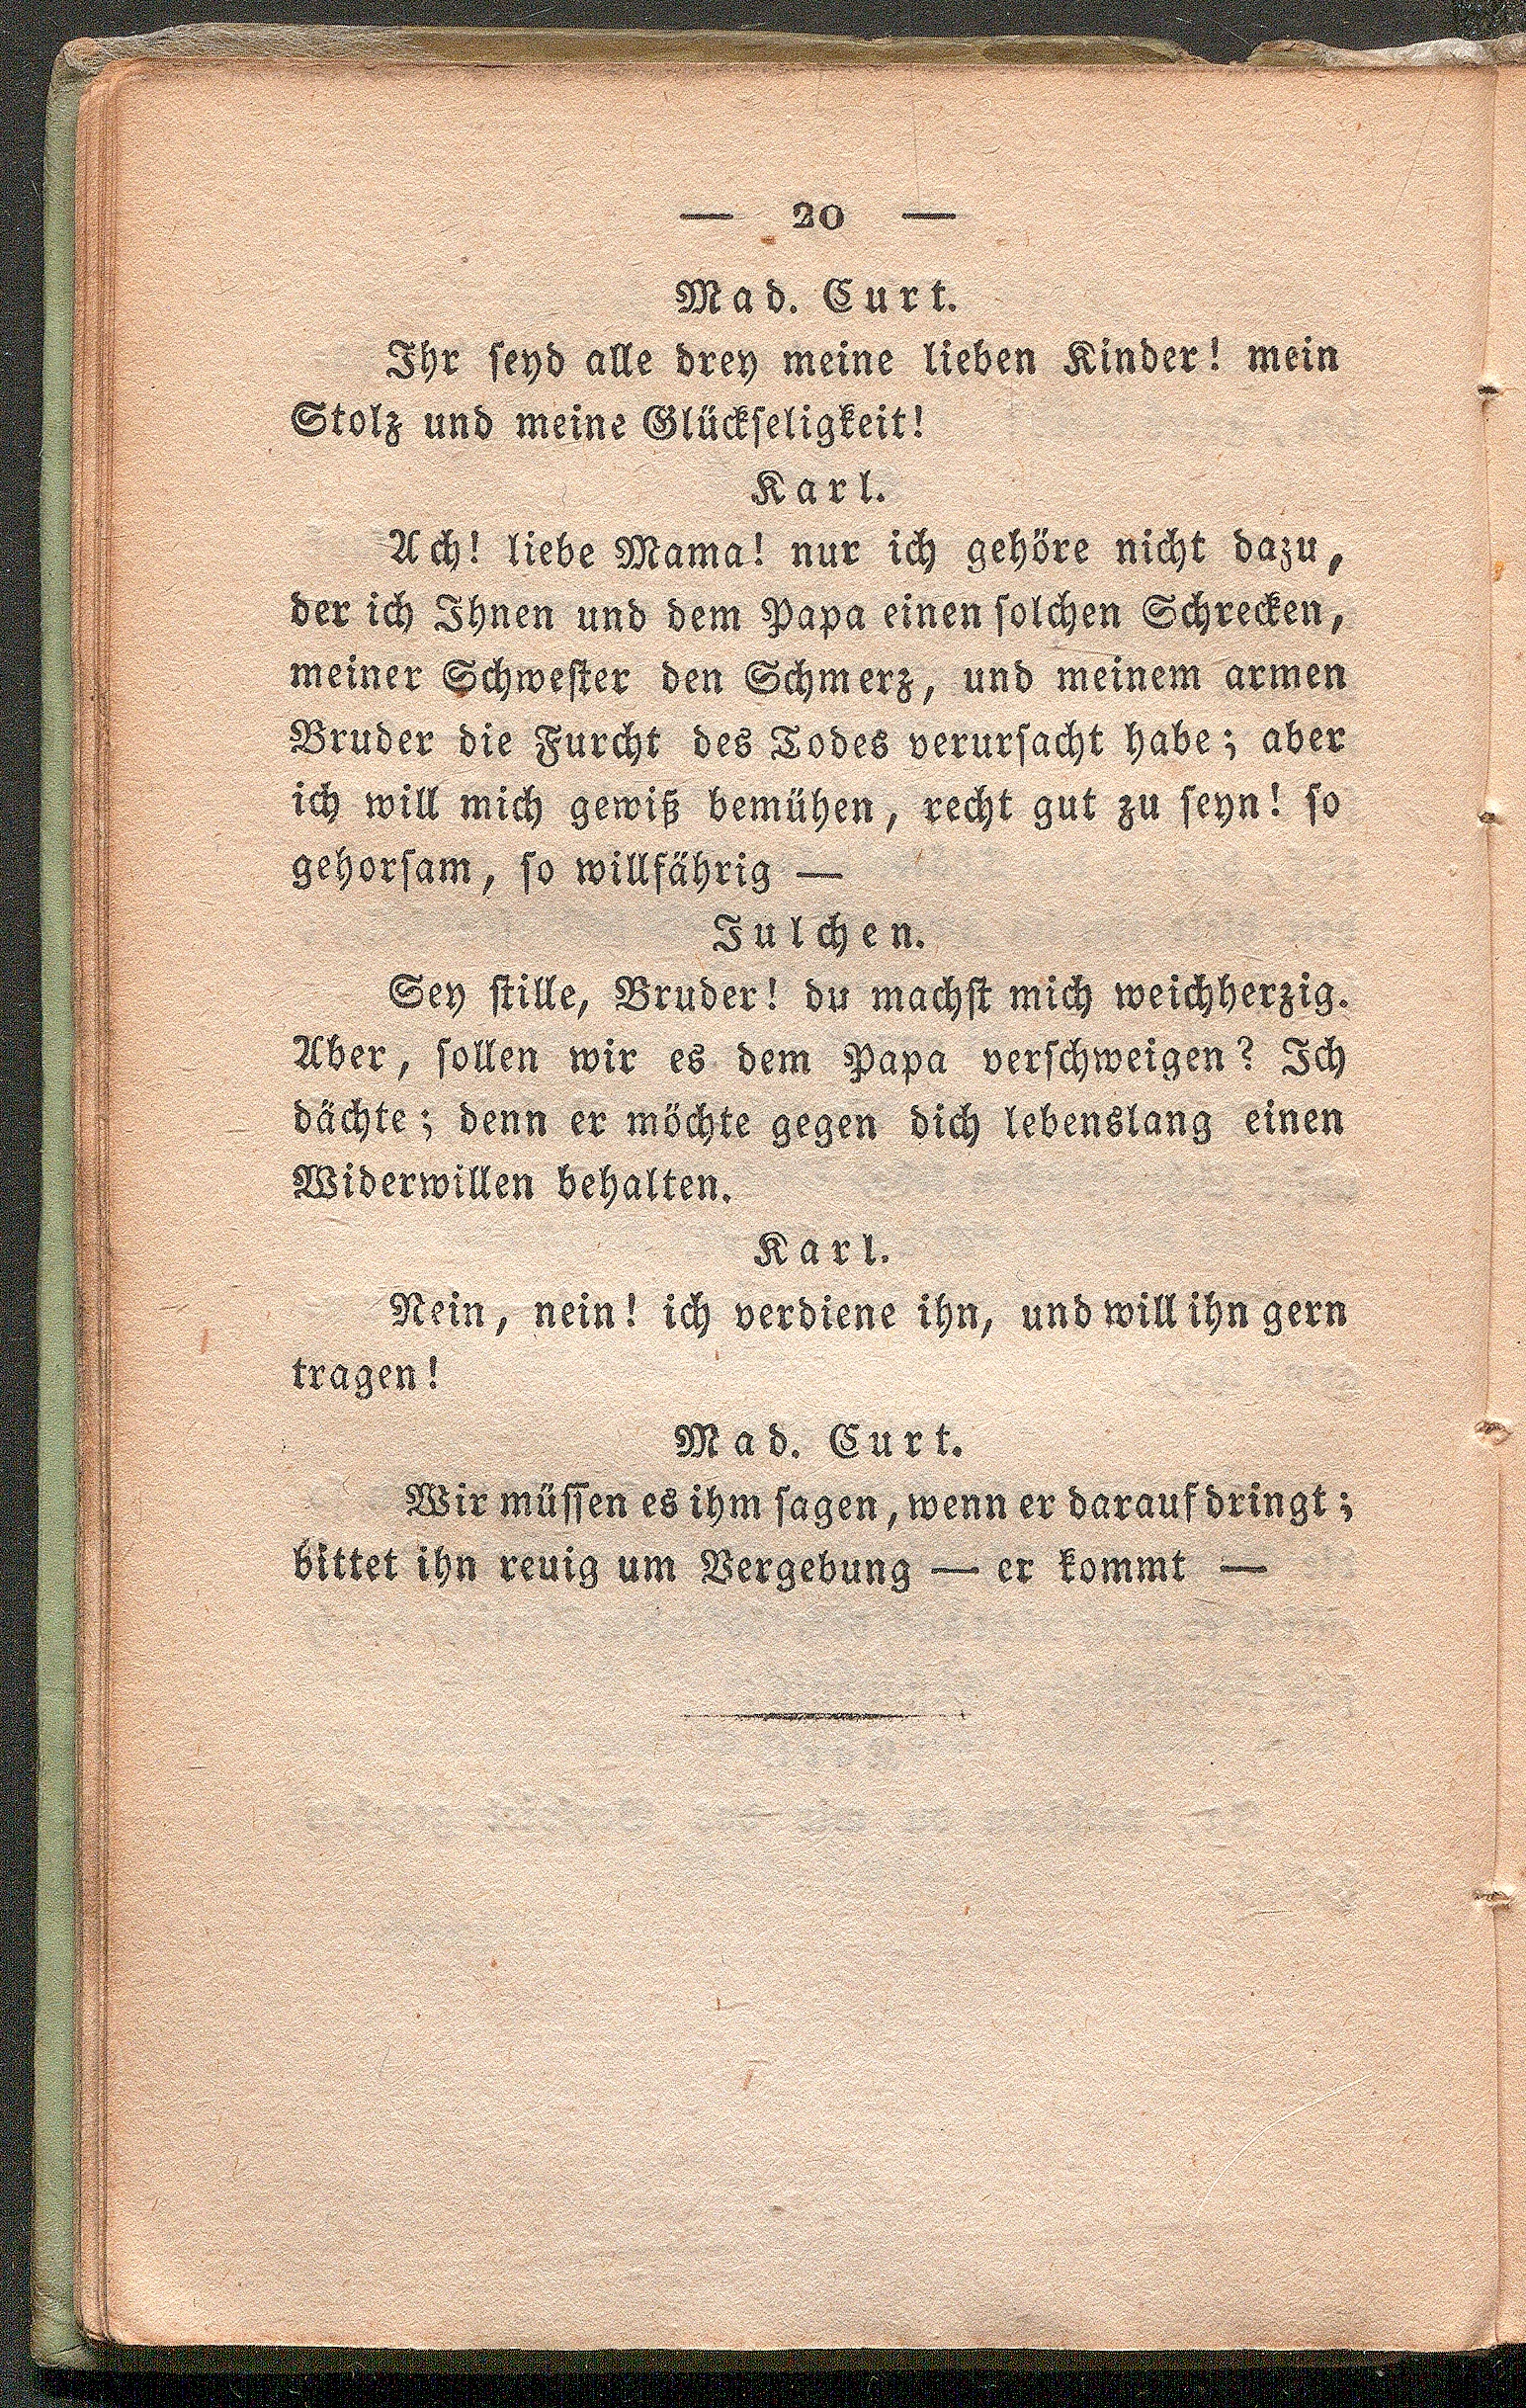 — 20 —
Mad. Curt.
Ihr seyd alle drey meine lieben Kinder! mein
Stolz und meine Glückseligkeit!
Karl.
Ach! liebe Mama! nur ich gehöre nicht dazu,
der ich Ihnen und dem Papa einen solchen Schrecken,
meiner Schwester den Schmerz, und meinem armen
Bruder die Furcht des Todes verursacht habe; aber
ich will mich gewiß bemühen, recht gut zu seyn! so
gehorsam, so willfährig —
Julchen.
Sey stille, Bruder! du machst mich weichherzig.
Aber, sollen wir es dem Papa verschweigen? Ich
dächte; denn er möchte gegen dich lebenslang einen
Widerwillen behalten.
Karl.
Nein, nein! ich verdiene ihn, und will ihn gern
tragen!
Mad. Curt.
Wir müssen es ihm sagen, wenn er darauf dringt;
bittet ihn reuig um Vergebung — er kommt —